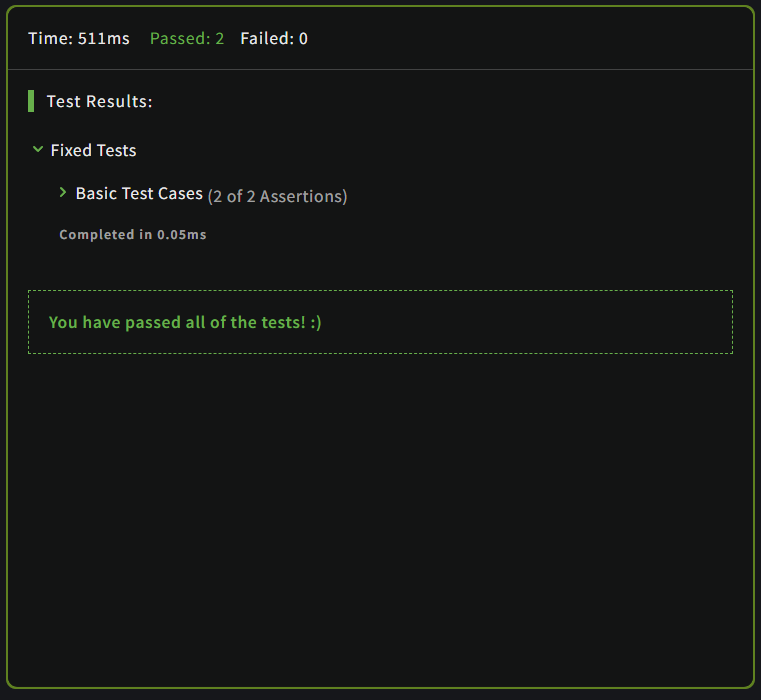 Time: 511ms Passed: 2 Failed: 0
Test Results:
Fixed Tests
Basic Test Cases (2 of 2 Assertions)
Completed in 0.05ms
You have passed all of the tests! :)